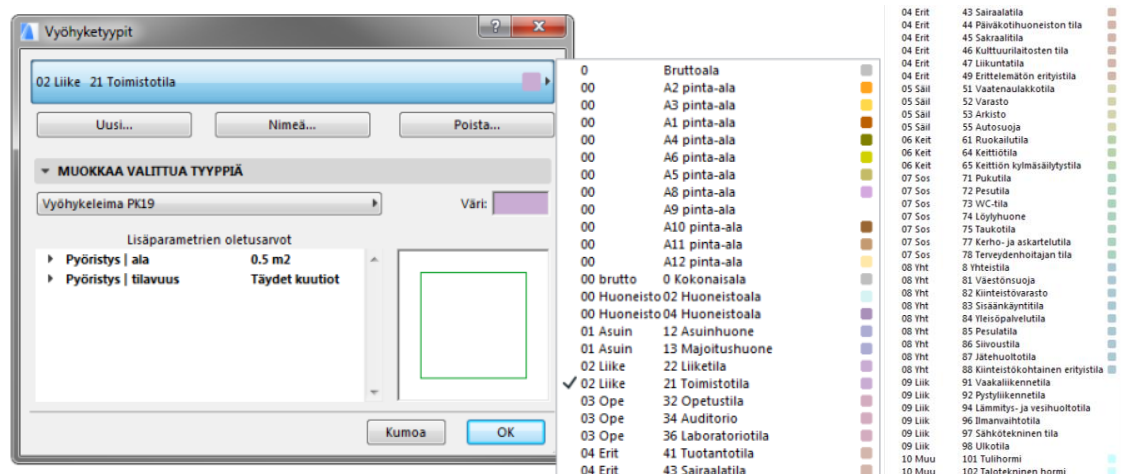 Vyöhyketyypit
02 Liike 21 Toimistotila
Uusi... Nimeä... Poista...
MUOKKAA VALITTUA TYYPPIÄ
Vyöhykeleima PK19 Väri:
Lisäparametrien oletusarvot
Pyöristys | ala 0.5 m2
Pyöristys | tilavuus Täydet kuutiot
Kumoa OK
0 Bruttoala
00 A2 pinta-ala
00 A3 pinta-ala
00 A1 pinta-ala
00 A4 pinta-ala
00 A6 pinta-ala
00 A5 pinta-ala
00 A8 pinta-ala
00 A9 pinta-ala
00 A10 pinta-ala
00 A11 pinta-ala
00 A12 pinta-ala
00 brutto 0 Kokonaisala
00 Huoneisto 02 Huoneistoala
00 Huoneisto 04 Huoneistoala
01 Asuin 12 Asuinhuone
01 Asuin 13 Majoitushuone
02 Liike 22 Liiketila
02 Liike 21 Toimistotila
03 Ope 32 Opetustila
03 Ope 34 Auditorio
03 Ope 36 Laboratoriotila
04 Erit 41 Tuotantotila
04 Erit 43 Sairaalatila
04 Erit 43 Sairaalatila
04 Erit 44 Päiväkotihuoneiston tila
04 Erit 45 Sakraalitila
04 Erit 46 Kulttuurilaitosten tila
04 Erit 47 Liikuntatila
04 Erit 49 Erittelemätön erityistila
05 Säil 51 Vaatenaulakkotila
05 Säil 52 Varasto
05 Säil 53 Arkisto
05 Säil 55 Autosuoja
06 Keit 61 Ruokailutila
06 Keit 64 Keittiötila
06 Keit 65 Keittiön kylmäsäilytystila
07 Sos 71 Pukutila
07 Sos 72 Pesutila
07 Sos 73 WC-tila
07 Sos 74 Löylyhuone
07 Sos 75 Taukotila
07 Sos 77 Kerho- ja askartelutila
07 Sos 78 Terveydenhoitajan tila
08 Yht 8 Yhteistila
08 Yht 81 Väestönsuoja
08 Yht 82 Kiinteistövarasto
08 Yht 83 Sisäänkäyntitila
08 Yht 84 Yleisöpalvelutila
08 Yht 85 Pesulatila
08 Yht 86 Siivoustila
08 Yht 87 Jätehuoltotila
08 Yht 88 Kiinteistökohtainen erityistila
09 Liik 91 Vaakaliikennetila
09 Liik 92 Pystyliikennetila
09 Liik 94 Lämmitys- ja vesihuoltotila
09 Liik 96 Ilmanvaihtotila
09 Liik 97 Sähkötekninen tila
09 Liik 98 Ulkotila
10 Muu 101 Tulihormi
10 Muu 102 Talotekninen hormi